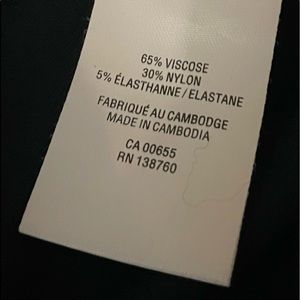 65% VISCOSE
30% NYLON
5% ÉLASTHANNE / ELASTANE
FABRIQUÉ AU CAMBODGE
MADE IN CAMBODIA
CA 00655
RN 138760